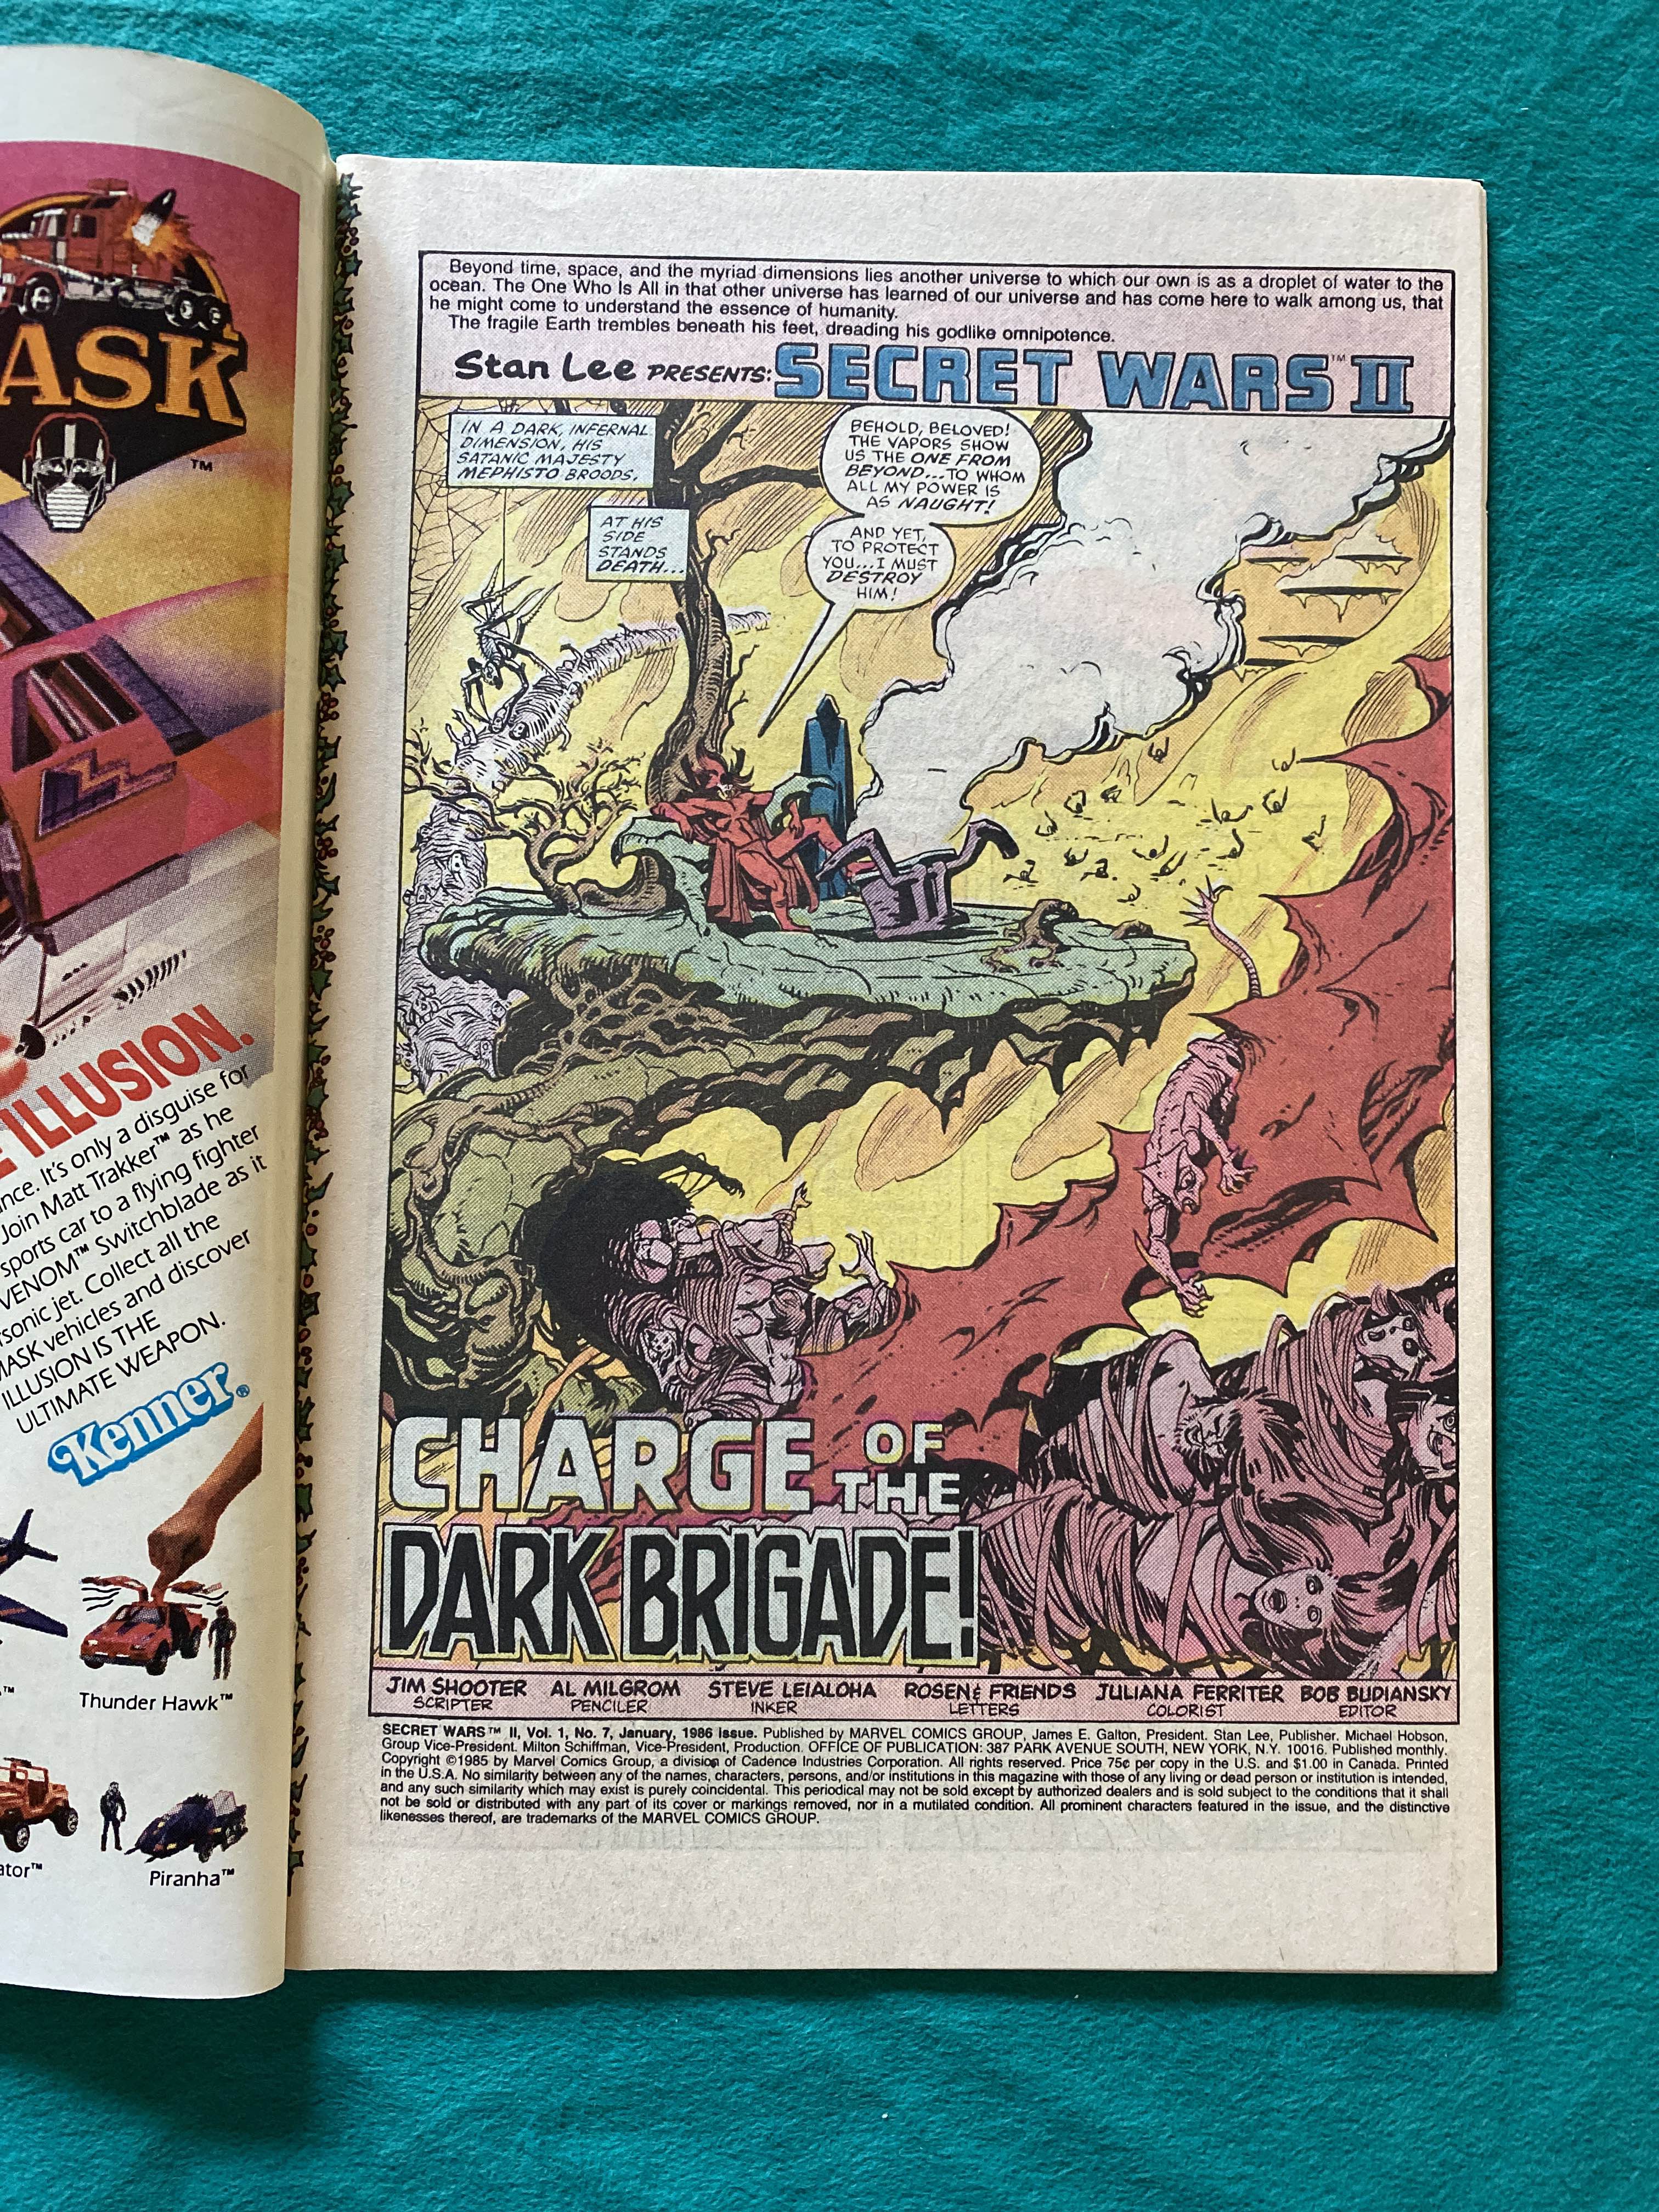 ASK
™
E ILLUSION.
nce. It's only a disguise for
Join Matt Trakker™ as he
sports car to a flying fighter
VENOM™ Switchblade as it
rsonic jet. Collect all the
MASK vehicles and discover
ILLUSION IS THE
ULTIMATE WEAPON.
Kenner®
™
Thunder Hawk™
ator™
Piranha™
Beyond time, space, and the myriad dimensions lies another universe to which our own is as a droplet of water to the
ocean. The One Who Is All in that other universe has learned of our universe and has come here to walk among us, that
he might come to understand the essence of humanity.
The fragile Earth trembles beneath his feet, dreading his godlike omnipotence.
Stan Lee PRESENTS: SECRET WARS™ II
IN A DARK, INFERNAL
DIMENSION, HIS
SATANIC MAJESTY
MEPHISTO BROODS,
AT HIS
SIDE
STANDS
DEATH...
BEHOLD, BELOVED!
THE VAPORS SHOW
US THE ONE FROM
BEYOND...TO WHOM
ALL MY POWER IS
AS NAUGHT!
AND YET,
TO PROTECT
YOU...I MUST
DESTROY
HIM!
CHARGE OF THE
DARK BRIGADE!
JIM SHOOTER AL MILGROM STEVE LEIALOHA ROSEN & FRIENDS JULIANA FERRITER BOB BUDIANSKY
SCRIPTER PENCILER INKER LETTERS COLORIST EDITOR
SECRET WARS™ II, Vol. 1, No. 7, January, 1986 issue. Published by MARVEL COMICS GROUP, James E. Galton, President. Stan Lee, Publisher. Michael Hobson,
Group Vice-President. Milton Schiffman, Vice-President, Production. OFFICE OF PUBLICATION: 387 PARK AVENUE SOUTH, NEW YORK, N.Y. 10016. Published monthly.
Copyright ©1985 by Marvel Comics Group, a division of Cadence Industries Corporation. All rights reserved. Price 75¢ per copy in the U.S. and $1.00 in Canada. Printed
in the U.S.A. No similarity between any of the names, characters, persons, and/or institutions in this magazine with those of any living or dead person or institution is intended,
and any such similarity which may exist is purely coincidental. This periodical may not be sold except by authorized dealers and is sold subject to the conditions that it shall
not be sold or distributed with any part of its cover or markings removed, nor in a mutilated condition. All prominent characters featured in the issue, and the distinctive
likenesses thereof, are trademarks of the MARVEL COMICS GROUP.